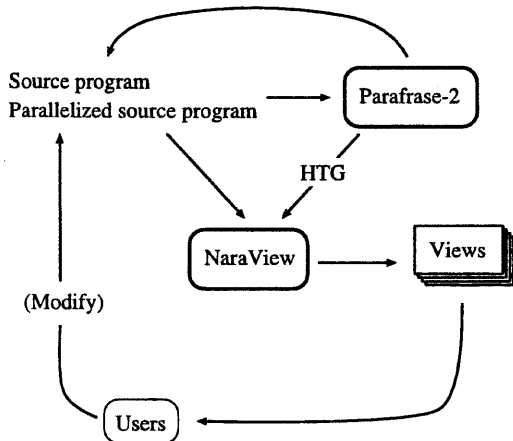 Source program
Parallelized source program
Parafrase-2
HTG
NaraView
Views
(Modify)
Users